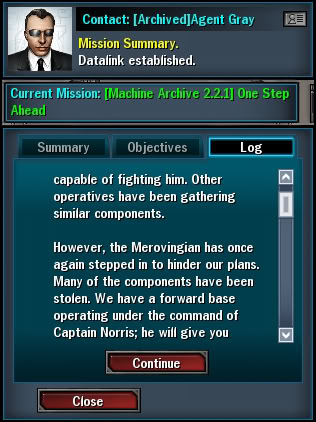 Contact: [Archived]Agent Gray
Mission Summary.
Datalink established.
Current Mission: [Machine Archive 2.2.1] One Step
Ahead
Summary
Objectives
Log
capable of fighting him. Other
operatives have been gathering
similar components.
However, the Merovingian has once
again stepped in to hinder our plans.
Many of the components have been
stolen. We have a forward base
operating under the command of
Captain Norris; he will give you
Continue
Close